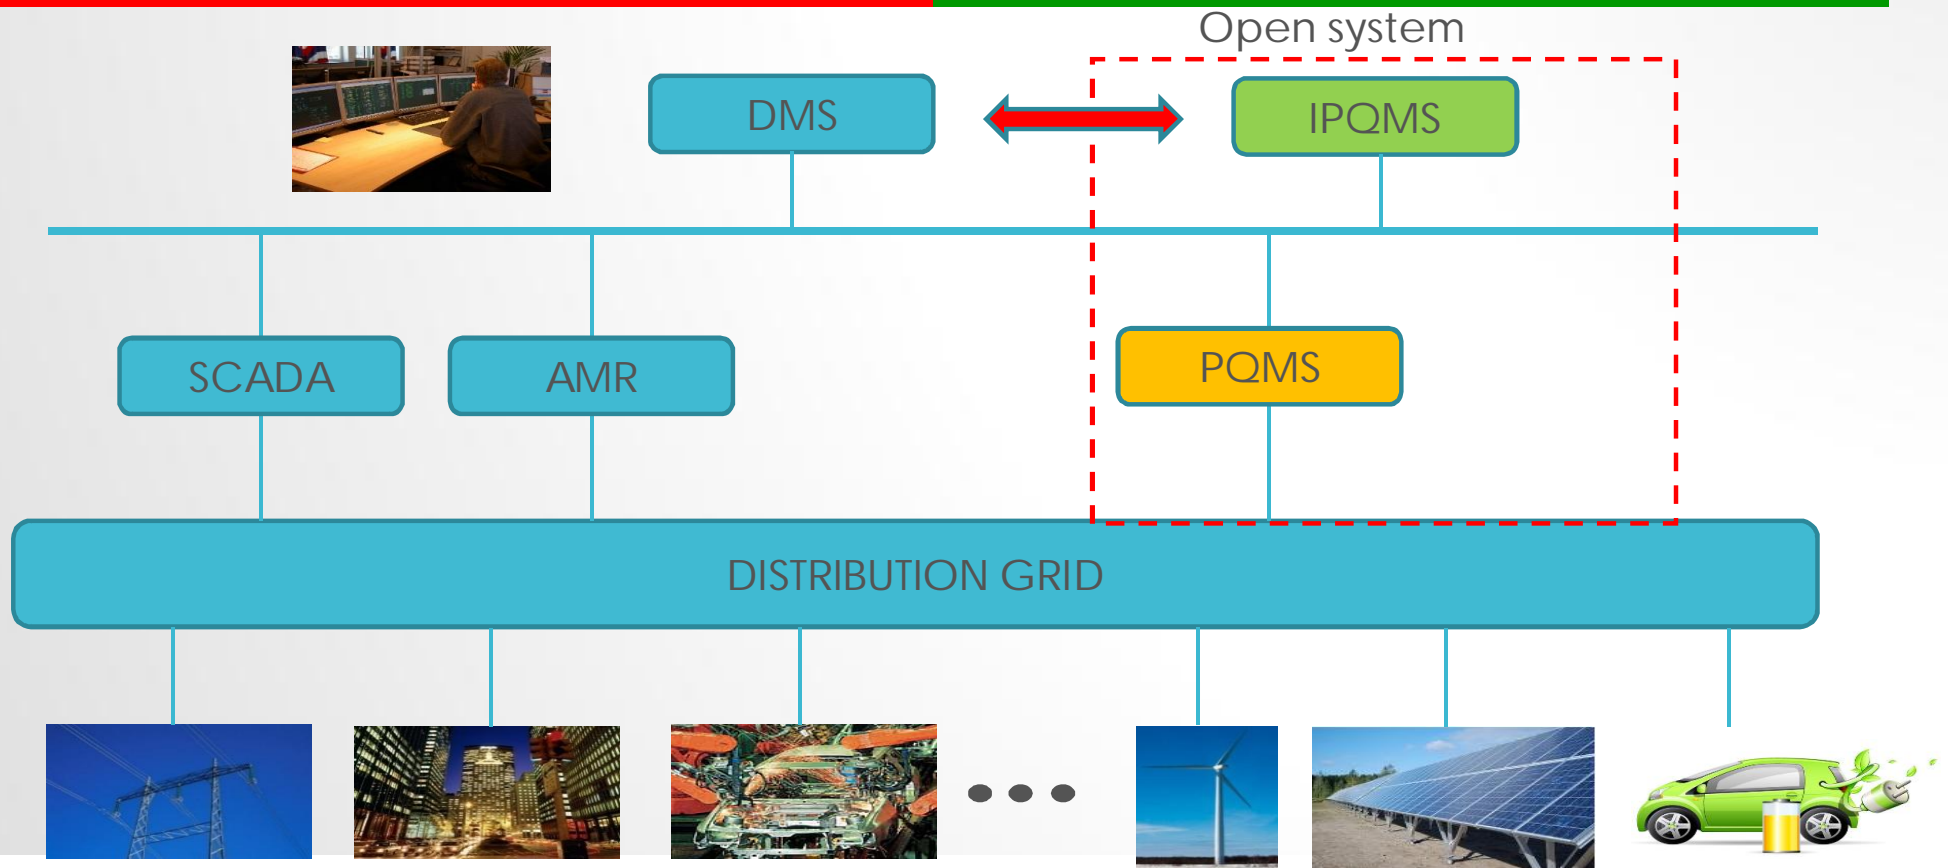 Open system
DMS
IPQMS
SCADA
AMR
PQMS
DISTRIBUTION GRID